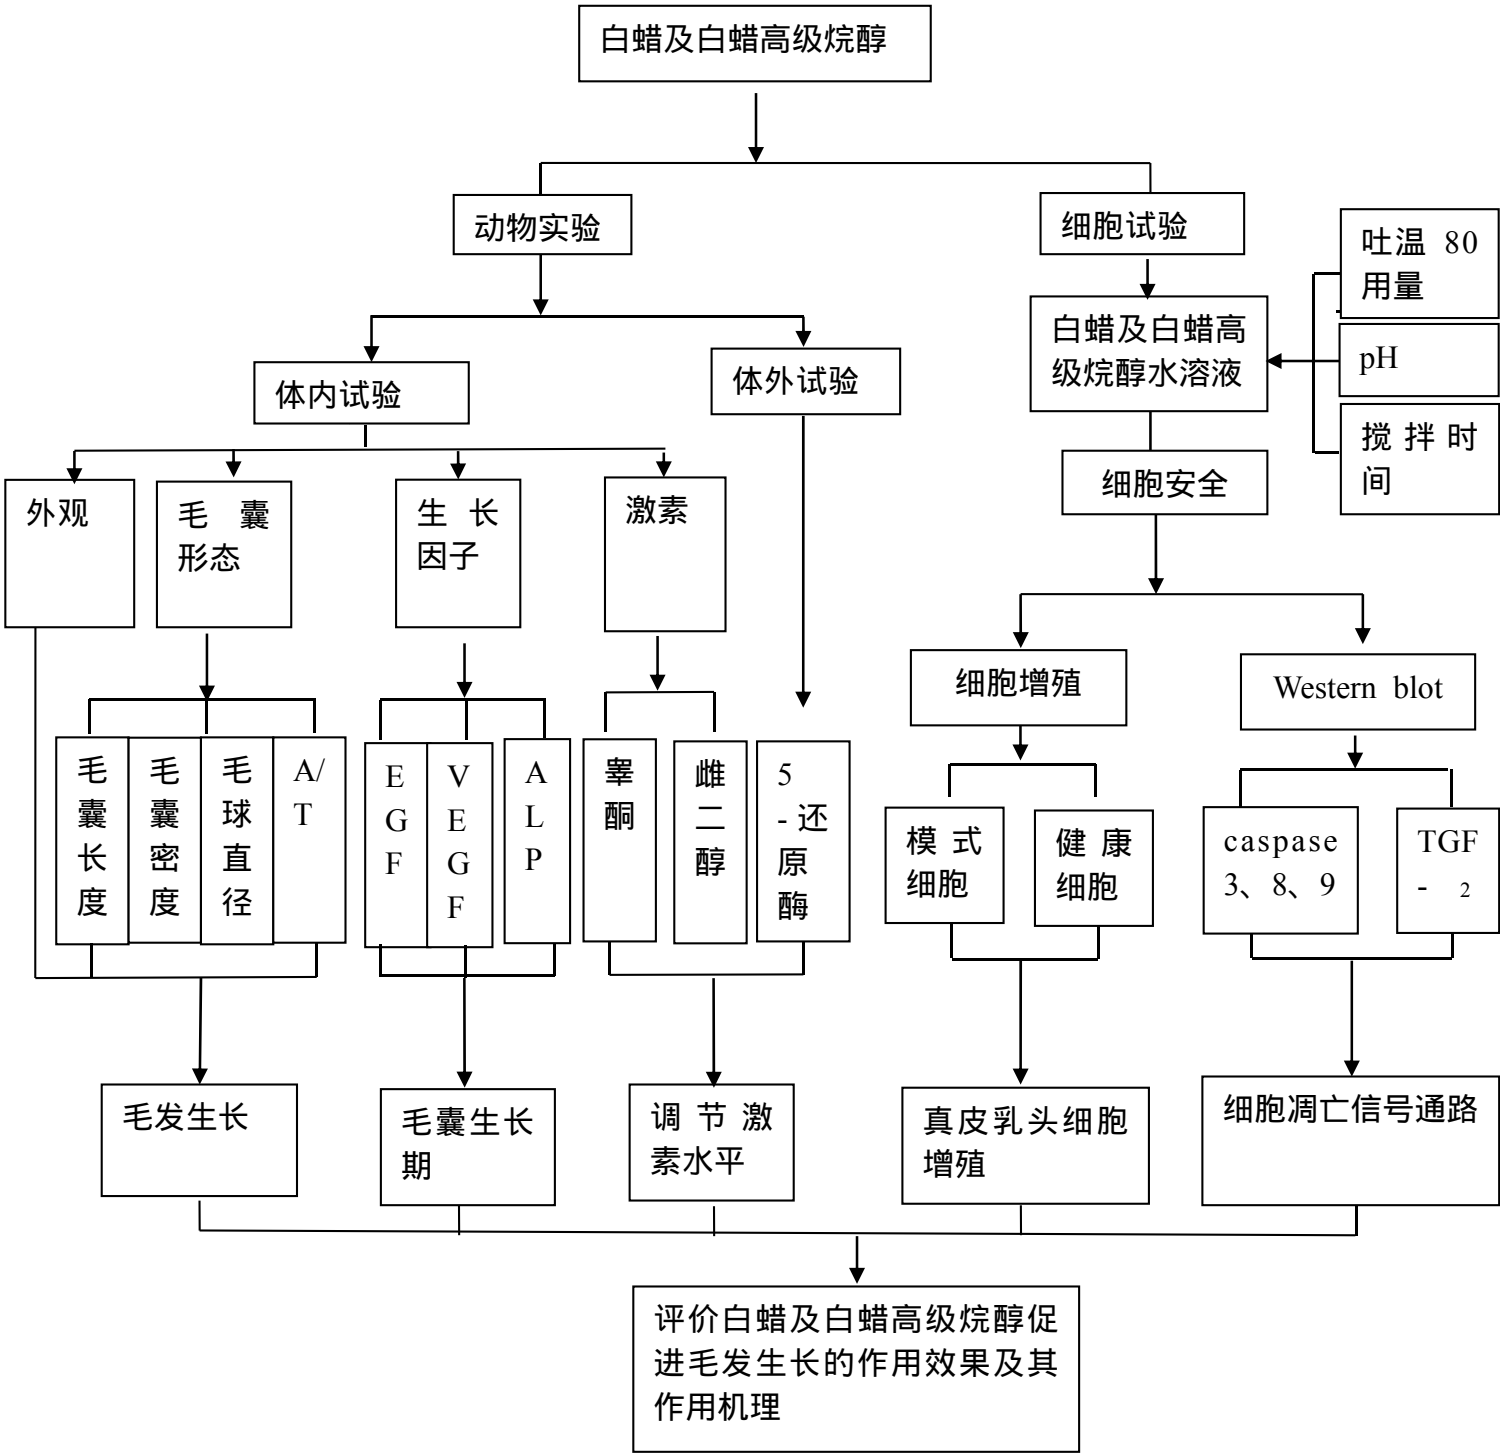 白蜡及白蜡高级烷醇
动物实验
细胞试验
吐温 80
用量
白蜡及白蜡高
级烷醇水溶液
pH
搅拌时
间
体内试验
体外试验
细胞安全
外观
毛囊
形态
生长
因子
激素
细胞增殖
Western blot
毛
囊
长
度
毛
囊
密
度
毛
球
直
径
A/
T
E
G
F
V
E
G
F
A
L
P
睾
酮
雌
二
醇
5
-还
原
酶
模式
细胞
健康
细胞
caspase
3、8、9
TGF
- 2
毛发生长
毛囊生长
期
调节激
素水平
真皮乳头细胞
增殖
细胞凋亡信号通路
评价白蜡及白蜡高级烷醇促
进毛发生长的作用效果及其
作用机理